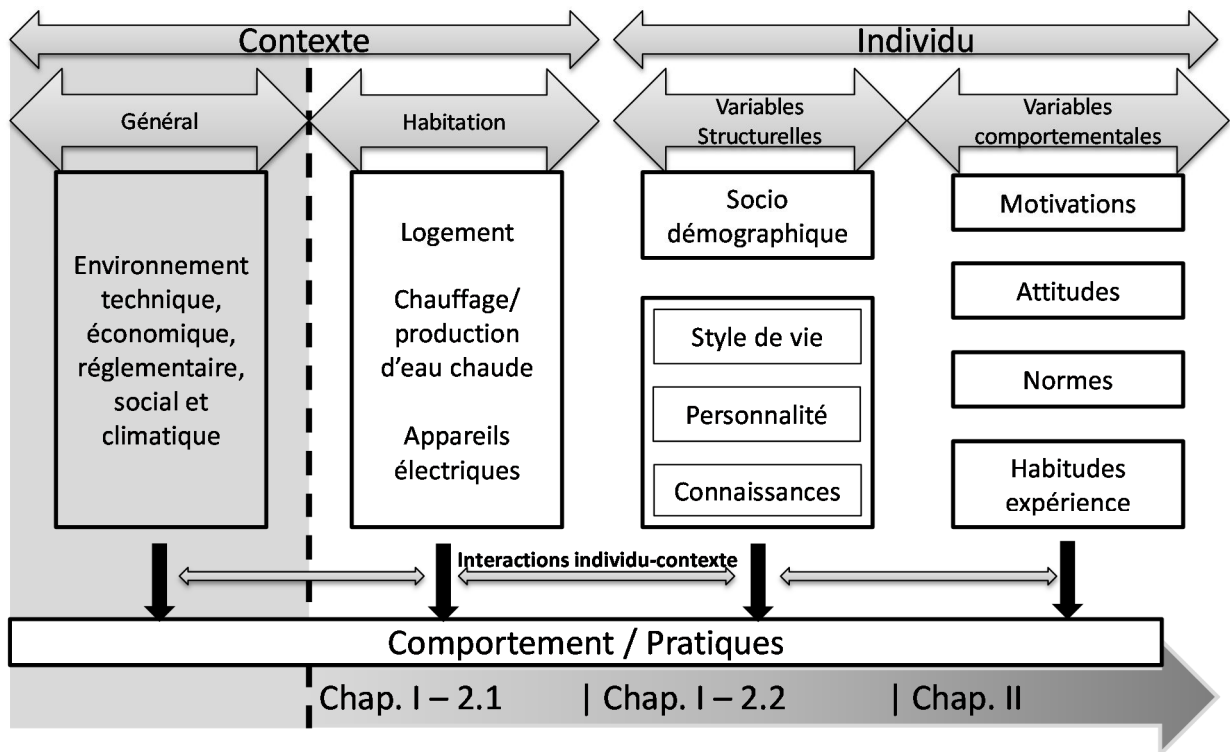 Contexte
Individu
Général
Habitation
Variables
Structurelles
Variables
comportementales
Environnement
technique,
économique,
réglementaire,
social et
climatique
Logement
Chauffage/
production
d'eau chaude
Appareils
électriques
Socio
démographique
Style de vie
Personnalité
Connaissances
Motivations
Attitudes
Normes
Habitudes
expérience
Interactions individu-contexte
Comportement / Pratiques
Chap. I – 2.1 | Chap. I – 2.2 | Chap. II